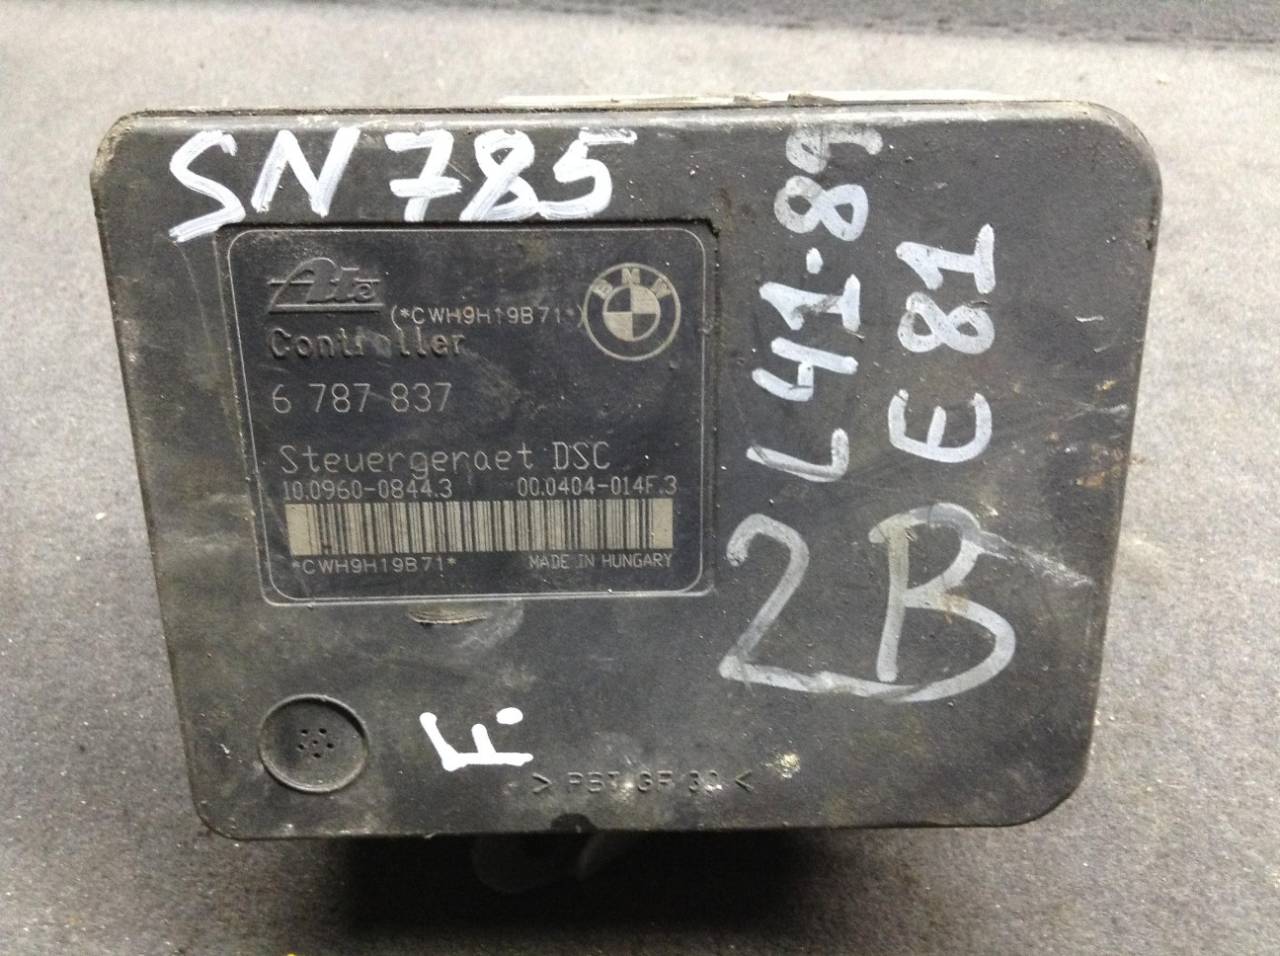 SN785
Ate
(*CWH9H19B71*)
BMW
Controller
6 787 837
Steuergeraet DSC
10.0960-0844.3 00.0404-014F.3
*CWH9H19B71*
MADE IN HUNGARY
L41-89
E81
2B
F.
> PBT GF 30 <